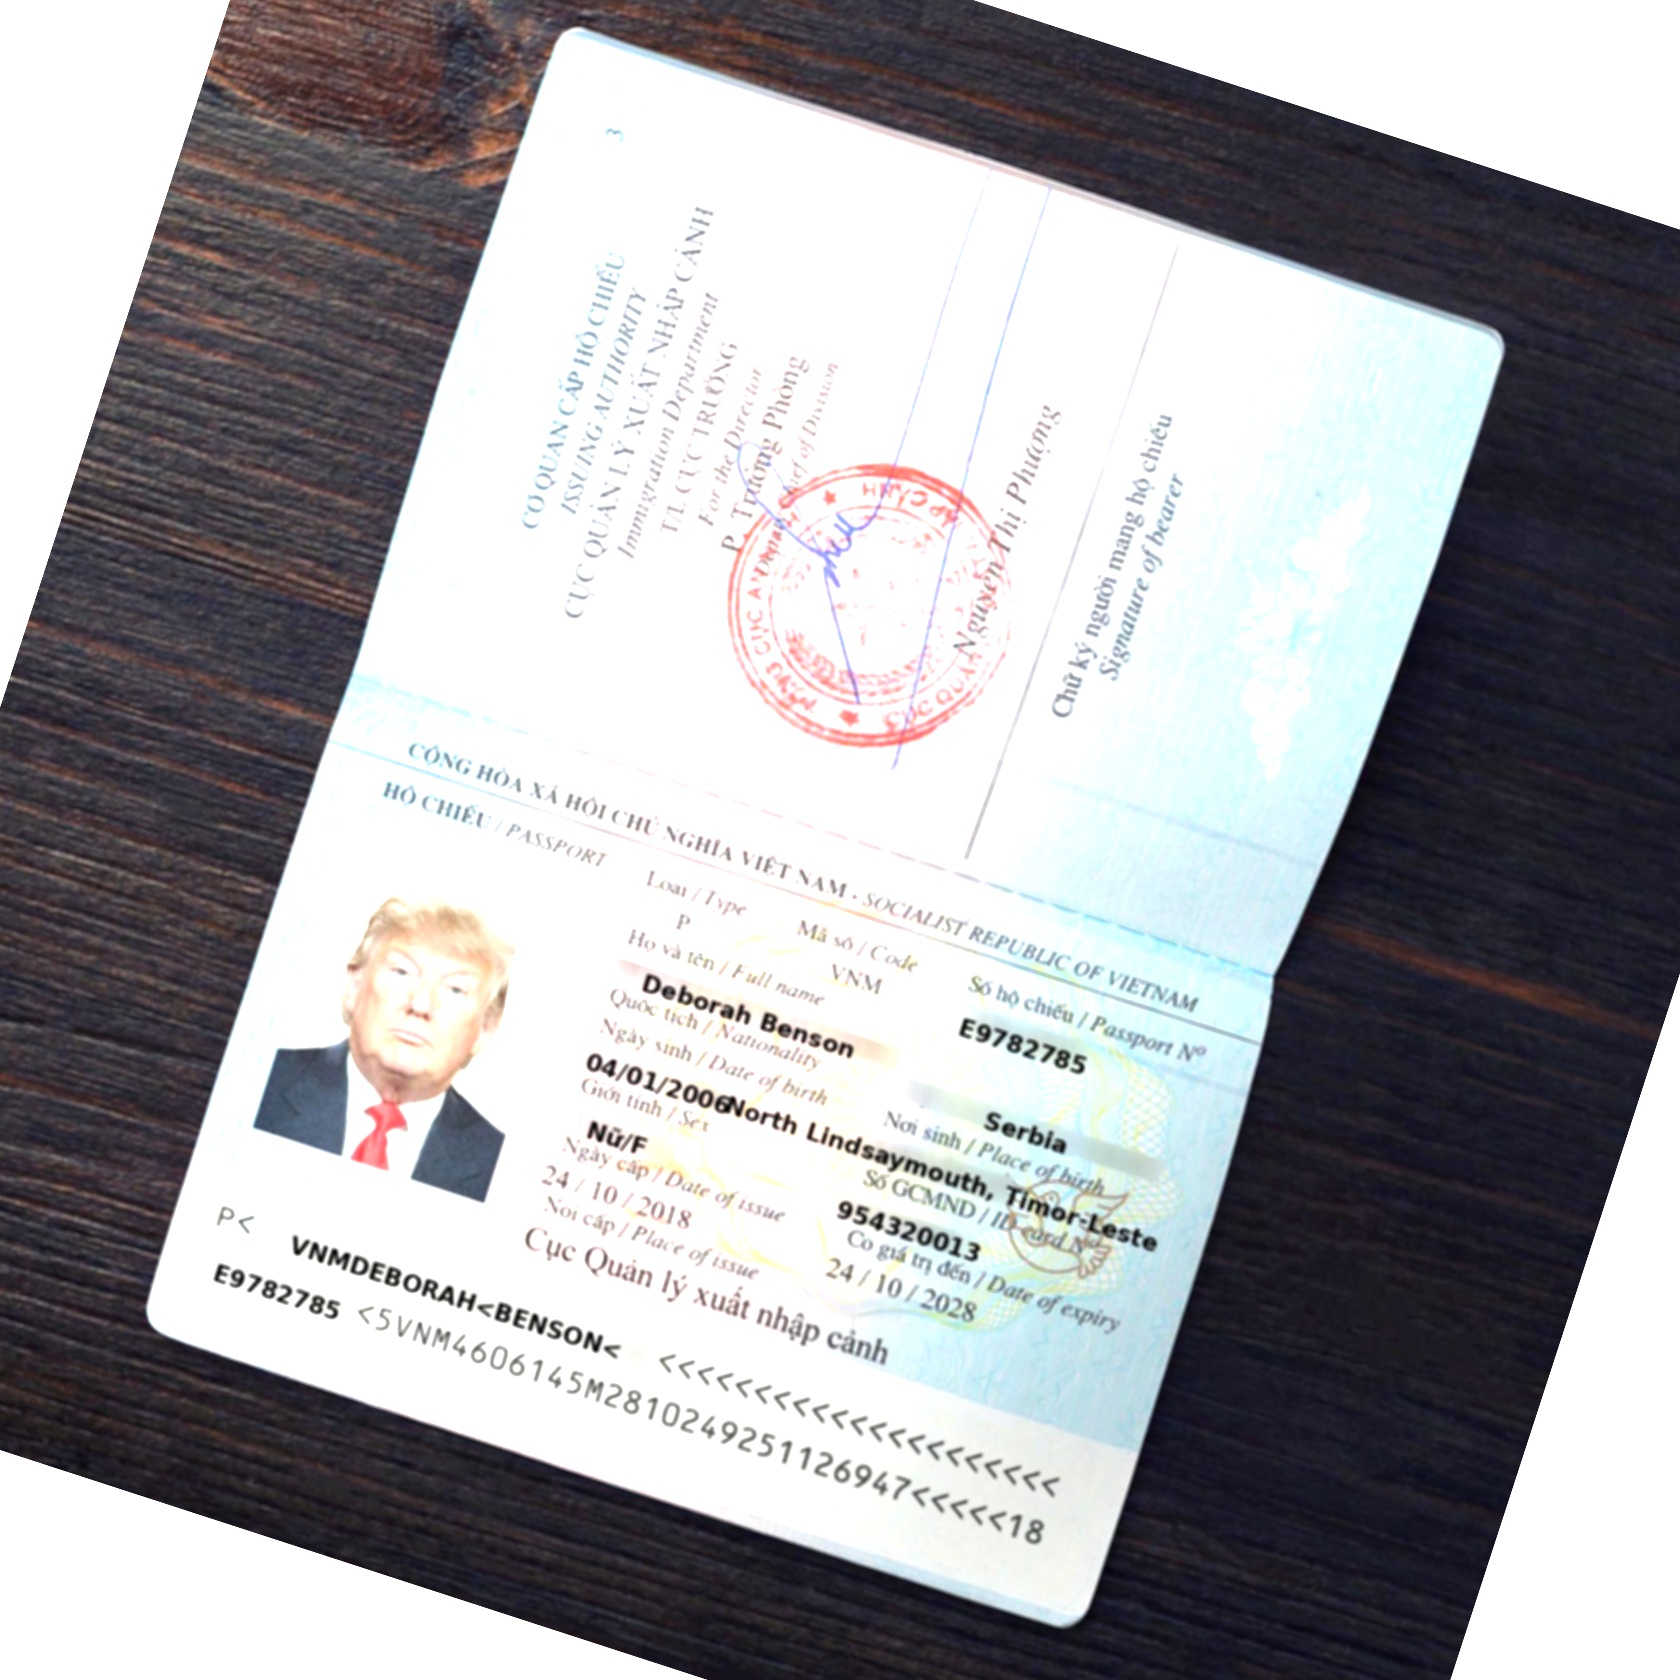 3
CƠ QUAN CẤP HỘ CHIẾU
ISSUING AUTHORITY
CỤC QUẢN LÝ XUẤT NHẬP CẢNH
Immigration Department
T/L CỤC TRƯỞNG
For the Director
P. Trưởng Phòng
of Division
Nguyễn Thị Phượng
Chữ ký người mang hộ chiếu
Signature of bearer
CỘNG HÒA XÃ HỘI CHỦ NGHĨA VIỆT NAM - SOCIALIST REPUBLIC OF VIETNAM
HỘ CHIẾU / PASSPORT
Loại / Type
Mã số / Code
Số hộ chiếu / Passport Nº
P
VNM
E9782785
Họ và tên / Full name
Deborah Benson
Quốc tịch / Nationality
Serbia
Ngày sinh / Date of birth
Nơi sinh / Place of birth
04/01/2006
North Lindsaymouth, Timor-Leste
Giới tính / Sex
Số GCMND / ID card Nº
Nữ/F
954320013
Ngày cấp / Date of issue
Có giá trị đến / Date of expiry
24 / 10 / 2018
24 / 10 / 2028
Nơi cấp / Place of issue
Cục Quản lý xuất nhập cảnh
P< VNMDEBORAH<BENSON< <<<<<<<<<<<<<<<<<<<<<
E9782785 <5VNM4606145M2810249251126947<<<<<18